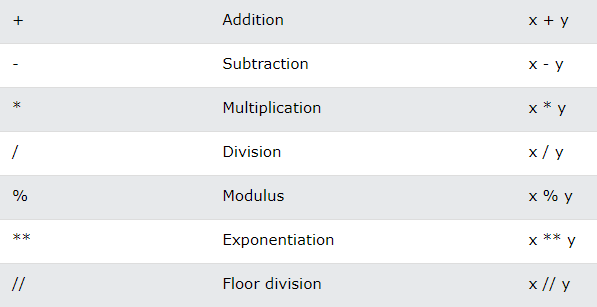 + Addition x + y
- Subtraction x - y
* Multiplication x * y
/ Division x / y
% Modulus x % y
** Exponentiation x ** y
// Floor division x // y